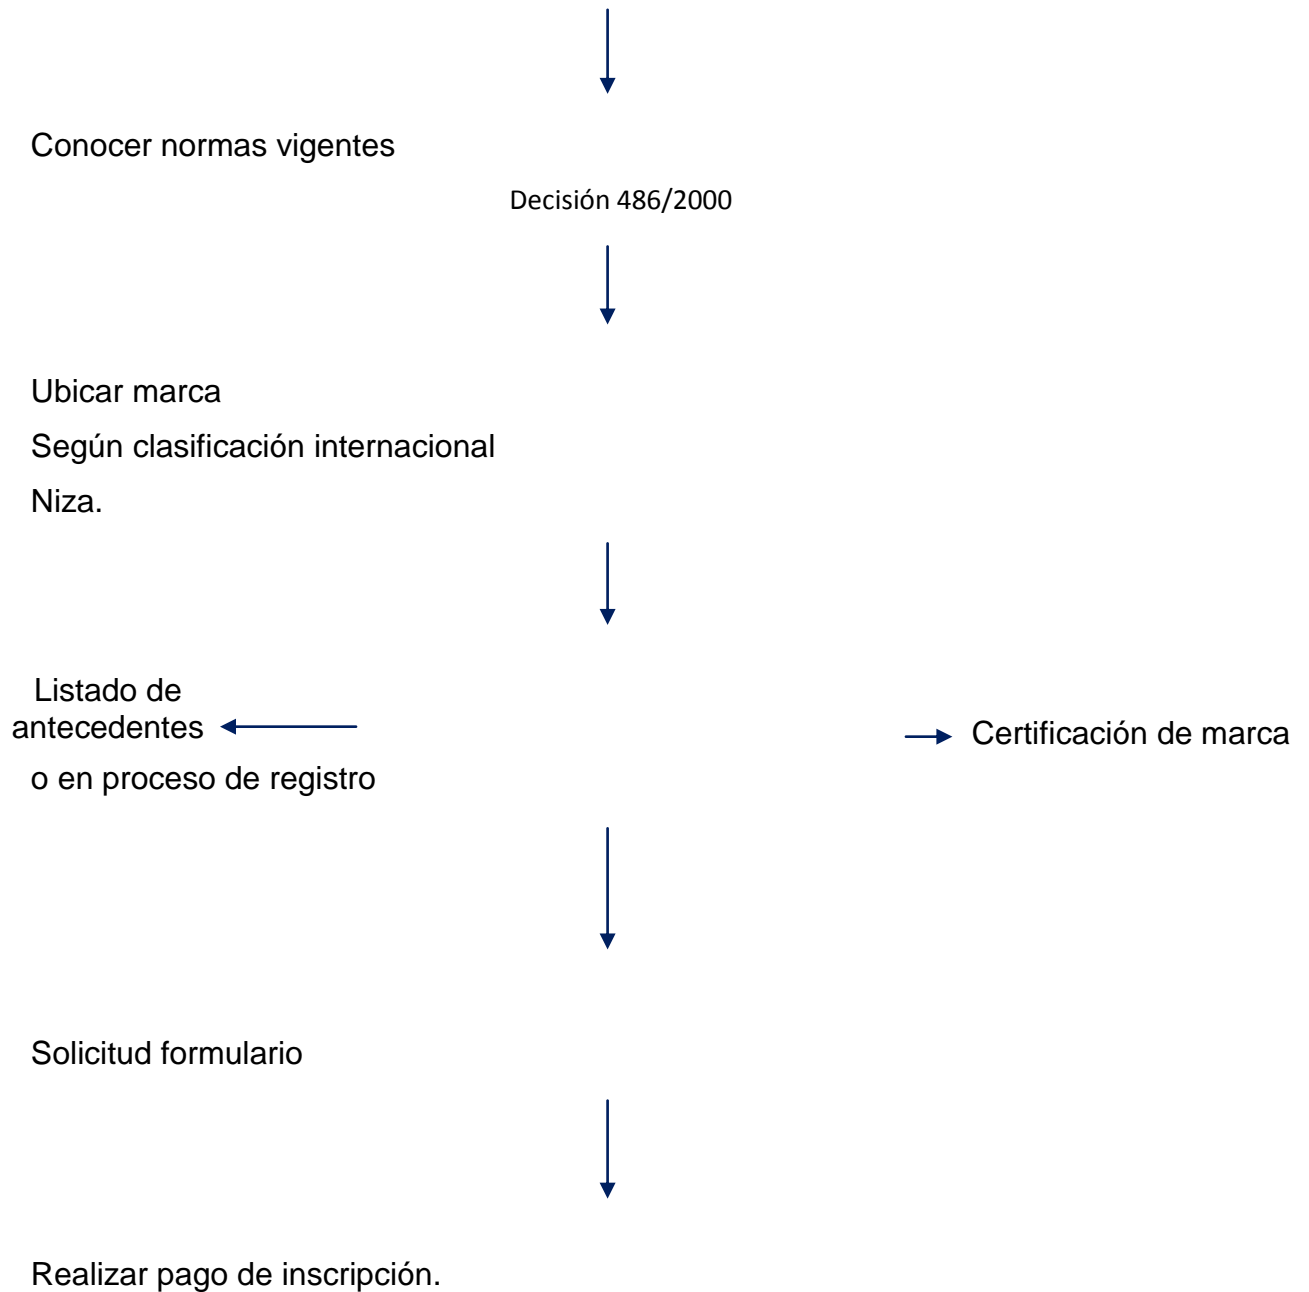 Conocer normas vigentes
Decisión 486/2000
Ubicar marca
Según clasificación internacional
Niza.
Listado de
antecedentes
o en proceso de registro
Certificación de marca
Solicitud formulario
Realizar pago de inscripción.